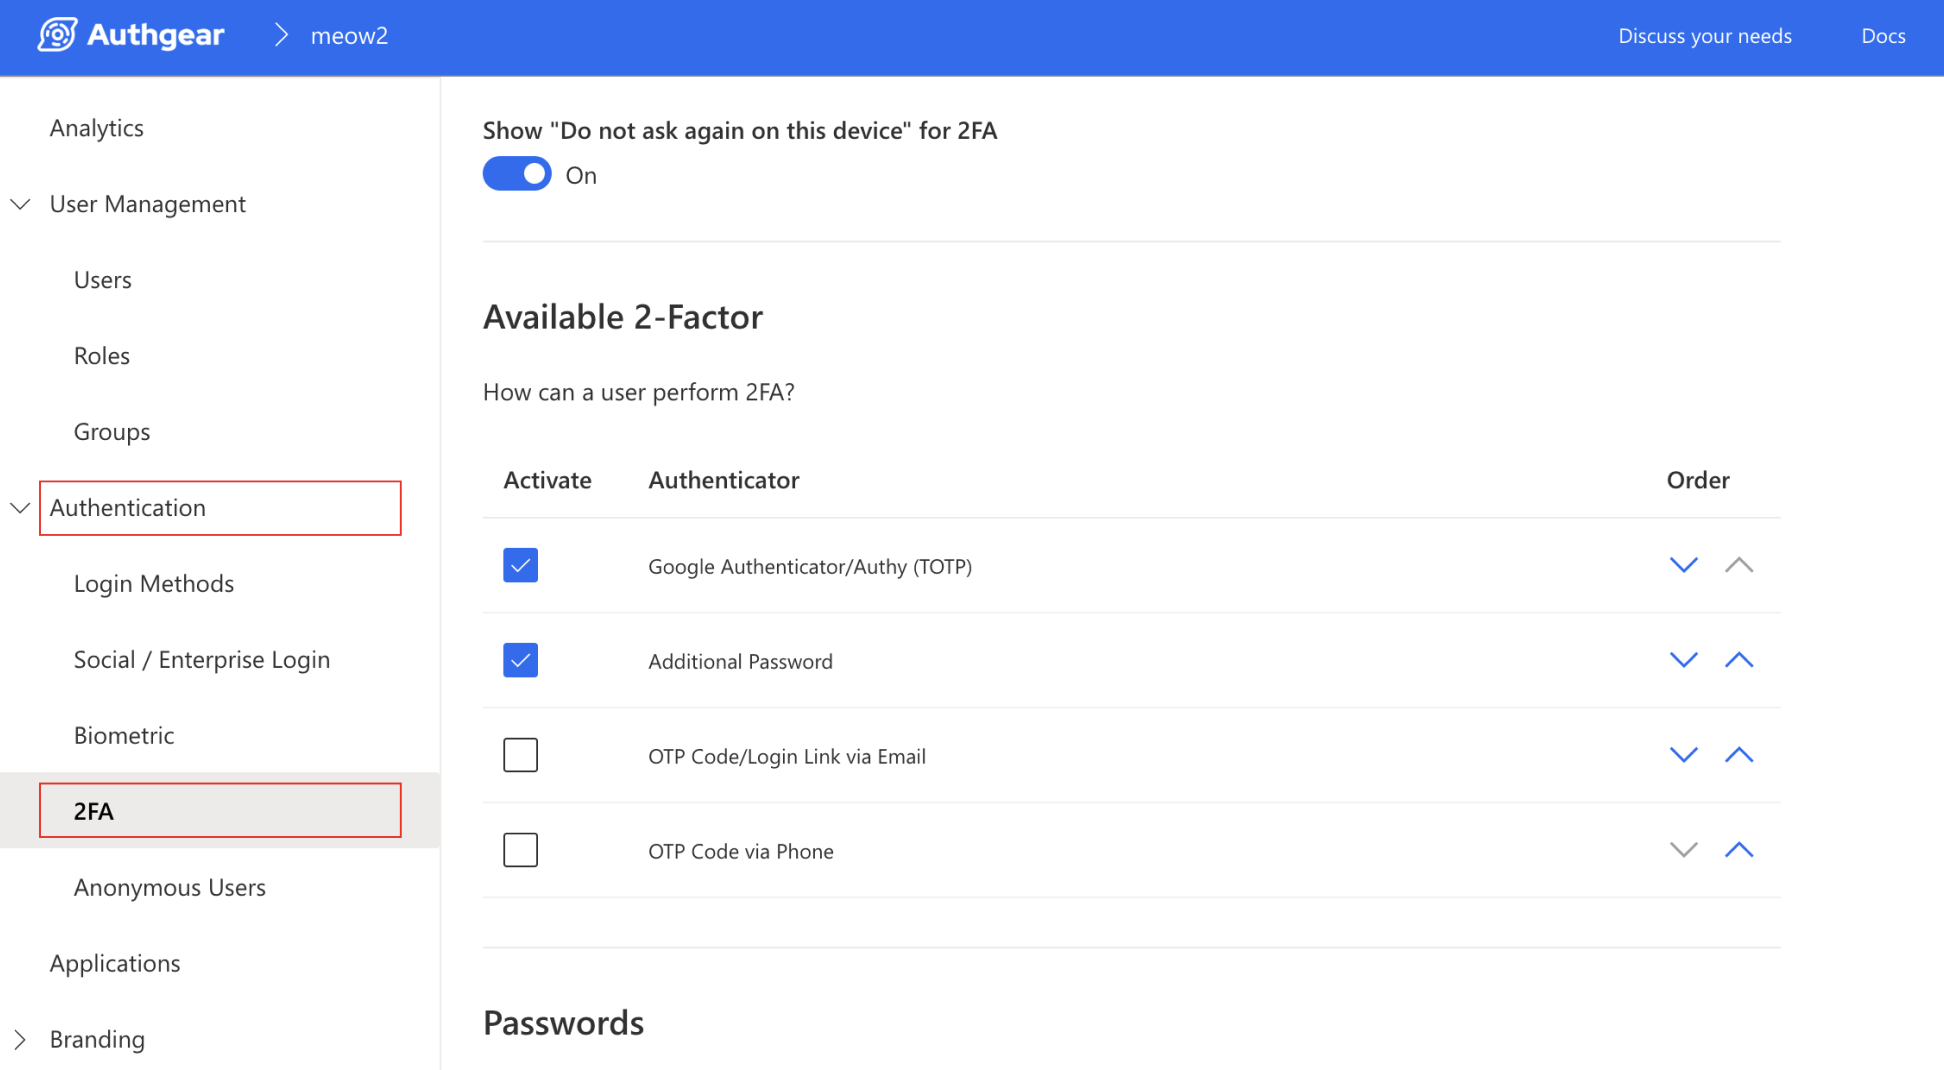 Authgear
meow2
Discuss your needs
Docs
Analytics
User Management
Users
Roles
Groups
Authentication
Login Methods
Social / Enterprise Login
Biometric
2FA
Anonymous Users
Applications
Branding
Show "Do not ask again on this device" for 2FA
On
Available 2-Factor
How can a user perform 2FA?
Activate Authenticator Order
Google Authenticator/Authy (TOTP)
Additional Password
OTP Code/Login Link via Email
OTP Code via Phone
Passwords